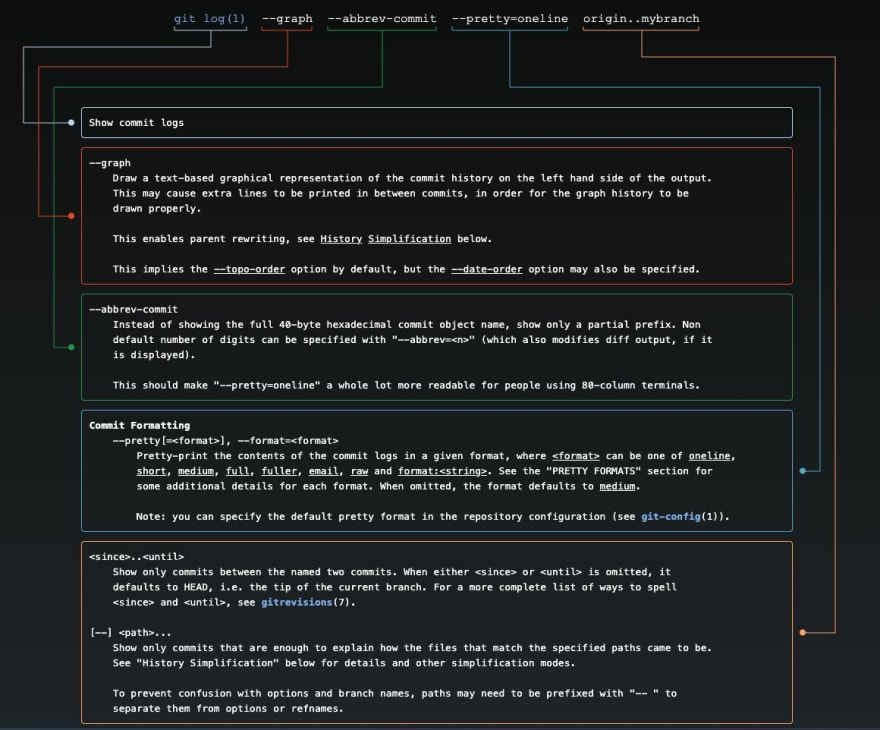 git log(1) --graph --abbrev-commit --pretty=oneline origin..mybranch
Show commit logs
--graph
Draw a text-based graphical representation of the commit history on the left hand side of the output.
This may cause extra lines to be printed in between commits, in order for the graph history to be
drawn properly.
This enables parent rewriting, see History Simplification below.
This implies the --topo-order option by default, but the --date-order option may also be specified.
--abbrev-commit
Instead of showing the full 40-byte hexadecimal commit object name, show only a partial prefix. Non
default number of digits can be specified with "--abbrev=<n>" (which also modifies diff output, if it
is displayed).
This should make "--pretty=oneline" a whole lot more readable for people using 80-column terminals.
Commit Formatting
--pretty[=<format>], --format=<format>
Pretty-print the contents of the commit logs in a given format, where <format> can be one of oneline,
short, medium, full, fuller, email, raw and format:<string>. See the "PRETTY FORMATS" section for
some additional details for each format. When omitted, the format defaults to medium.
Note: you can specify the default pretty format in the repository configuration (see git-config(1)).
<since>..<until>
Show only commits between the named two commits. When either <since> or <until> is omitted, it
defaults to HEAD, i.e. the tip of the current branch. For a more complete list of ways to spell
<since> and <until>, see gitrevisions(7).
[--] <path>...
Show only commits that are enough to explain how the files that match the specified paths came to be.
See "History Simplification" below for details and other simplification modes.
To prevent confusion with options and branch names, paths may need to be prefixed with "-- " to
separate them from options or refnames.